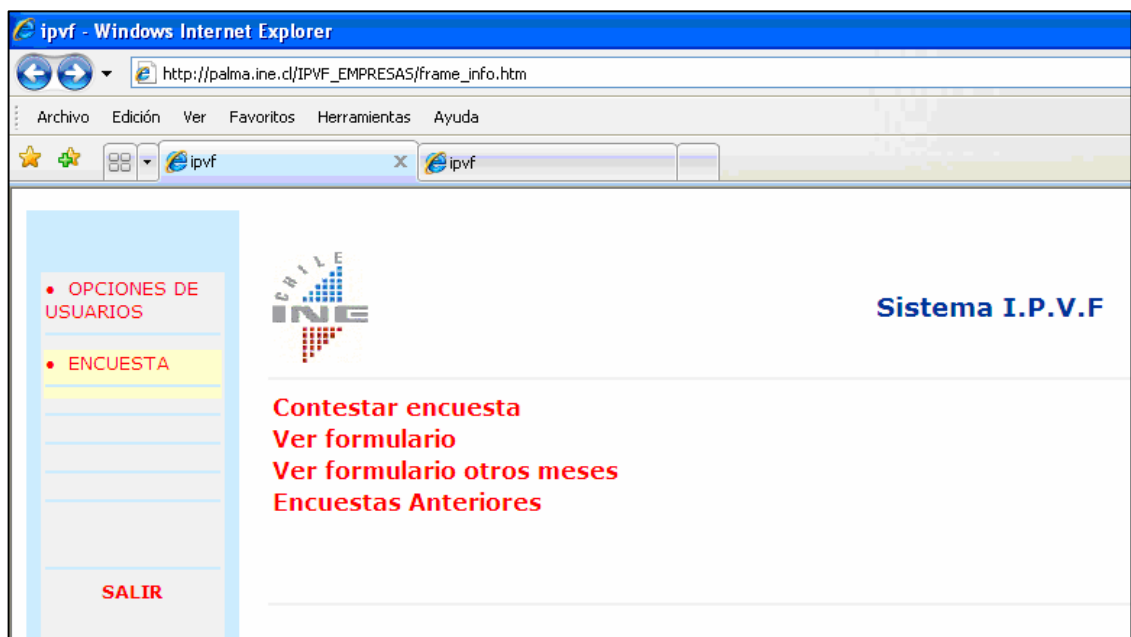 ipvf - Windows Internet Explorer
http://palma.ine.cl/IPVF_EMPRESAS/frame_info.htm
Archivo Edición Ver Favoritos Herramientas Ayuda
ipvf ipvf
• OPCIONES DE
USUARIOS
• ENCUESTA
SALIR
CHILE
INE
Sistema I.P.V.F
Contestar encuesta
Ver formulario
Ver formulario otros meses
Encuestas Anteriores